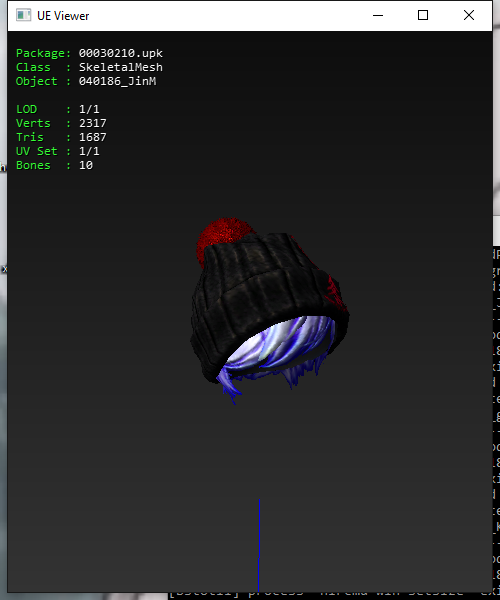 UE Viewer
Package: 00030210.upk
Class  : SkeletalMesh
Object : 040186_JinM
LOD    : 1/1
Verts  : 2317
Tris   : 1687
UV Set : 1/1
Bones  : 10